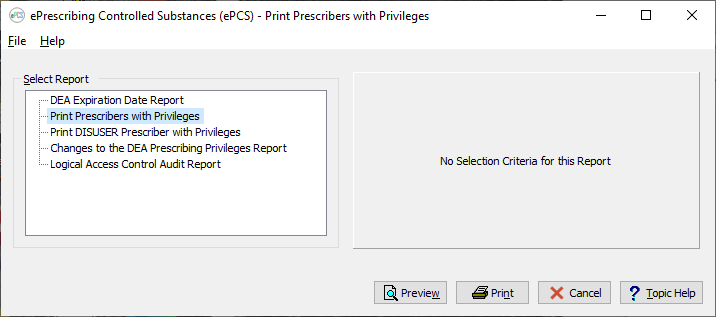 ePCS
ePrescribing Controlled Substances (ePCS) - Print Prescribers with Privileges
File Help
Select Report
DEA Expiration Date Report
Print Prescribers with Privileges
Print DISUSER Prescriber with Privileges
Changes to the DEA Prescribing Privileges Report
Logical Access Control Audit Report
No Selection Criteria for this Report
Preview Print Cancel ? Topic Help